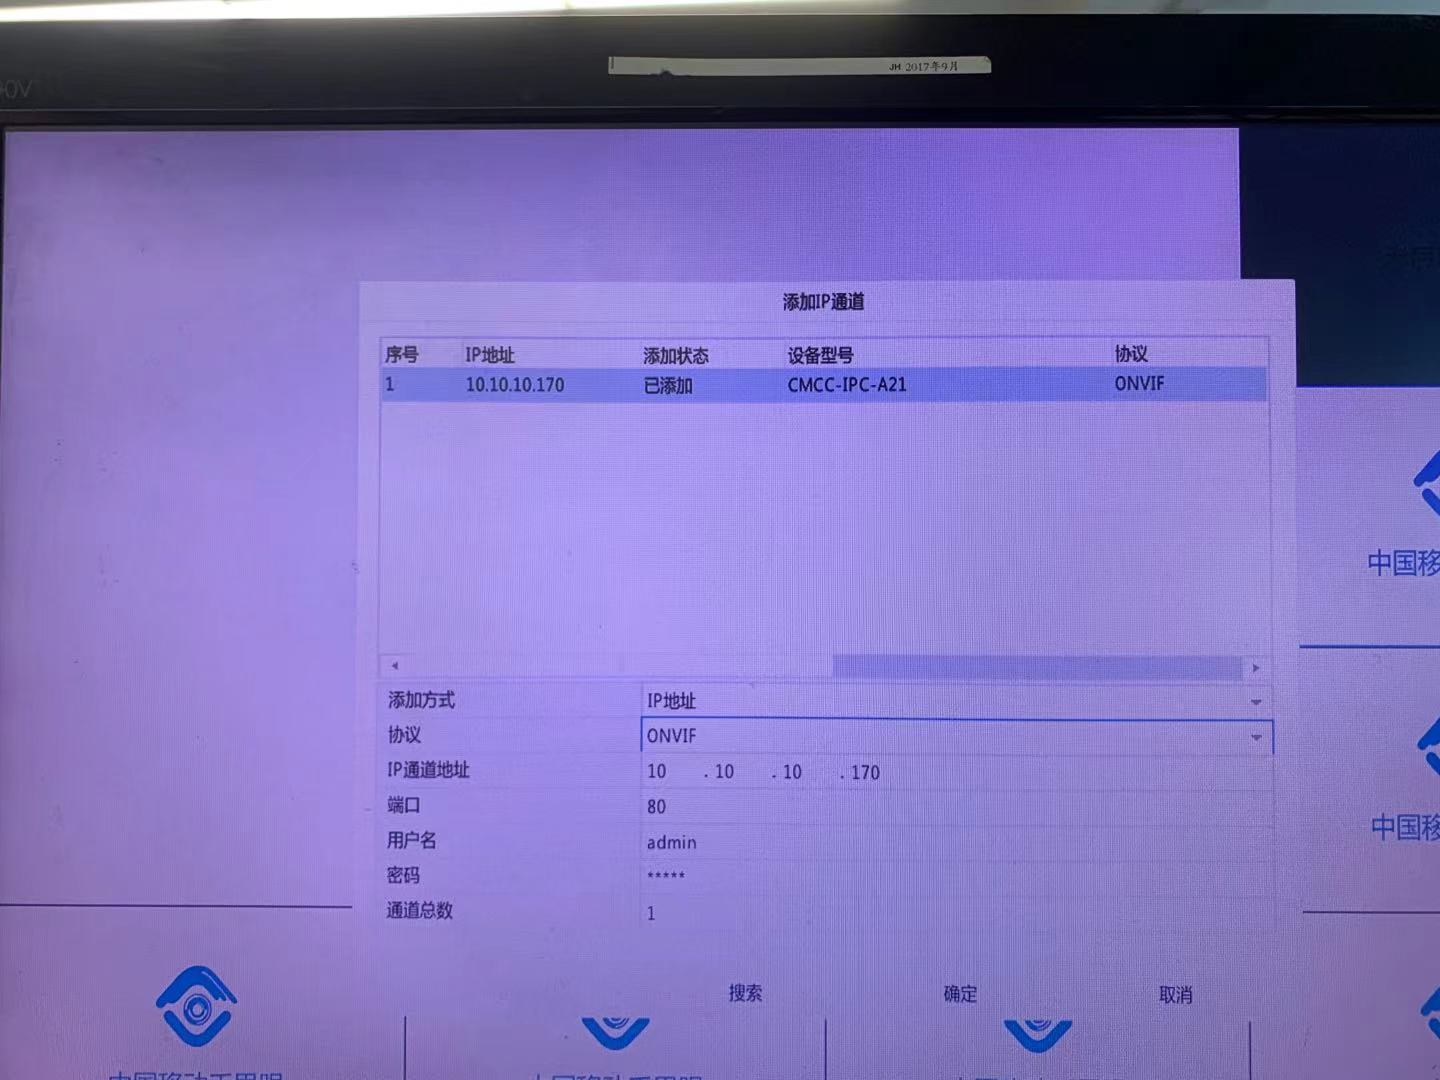 JH 2017年9月
添加IP通道
序号 IP地址 添加状态 设备型号 协议
1 10.10.10.170 已添加 CMCC-IPC-A21 ONVIF
添加方式 IP地址
协议 ONVIF
IP通道地址 10 . 10 . 10 . 170
端口 80
用户名 admin
密码 *****
通道总数 1
搜索 确定 取消
中国移
中国移